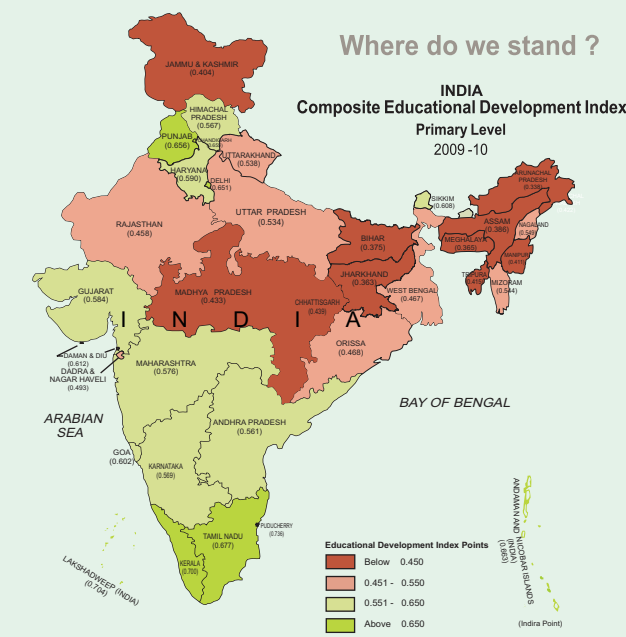 Where do we stand ?
INDIA
Composite Educational Development Index
Primary Level
2009 -10
JAMMU & KASHMIR
(0.404)
HIMACHAL
PRADESH
(0.567)
PUNJAB
(0.656)
CHANDIGARH
UTTARAKHAND
(0.538)
HARYANA
(0.590)
DELHI
(0.651)
RAJASTHAN
(0.458)
UTTAR PRADESH
(0.534)
SIKKIM
(0.608)
ARUNACHAL
PRADESH
ASSAM
(0.386)
NAGALAND
MEGHALAYA
(0.365)
MANIPUR
TRIPURA
MIZORAM
(0.544)
BIHAR
(0.375)
JHARKHAND
(0.363)
WEST BENGAL
(0.467)
GUJARAT
(0.584)
MADHYA PRADESH
(0.433)
CHHATTISGARH
I N D I A
ORISSA
(0.468)
DAMAN & DIU
(0.612)
DADRA &
NAGAR HAVELI
(0.493)
MAHARASHTRA
(0.576)
ARABIAN
SEA
BAY OF BENGAL
ANDHRA PRADESH
(0.561)
GOA
(0.602)
KARNATAKA
(0.569)
PUDUCHERRY
(0.736)
TAMIL NADU
(0.677)
KERALA
(0.700)
LAKSHADWEEP (INDIA)
(0.704)
ANDAMAN AND NICOBAR ISLANDS
(INDIA)
(0.663)
(Indira Point)
Educational Development Index Points
Below 0.450
0.451 - 0.550
0.551 - 0.650
Above 0.650